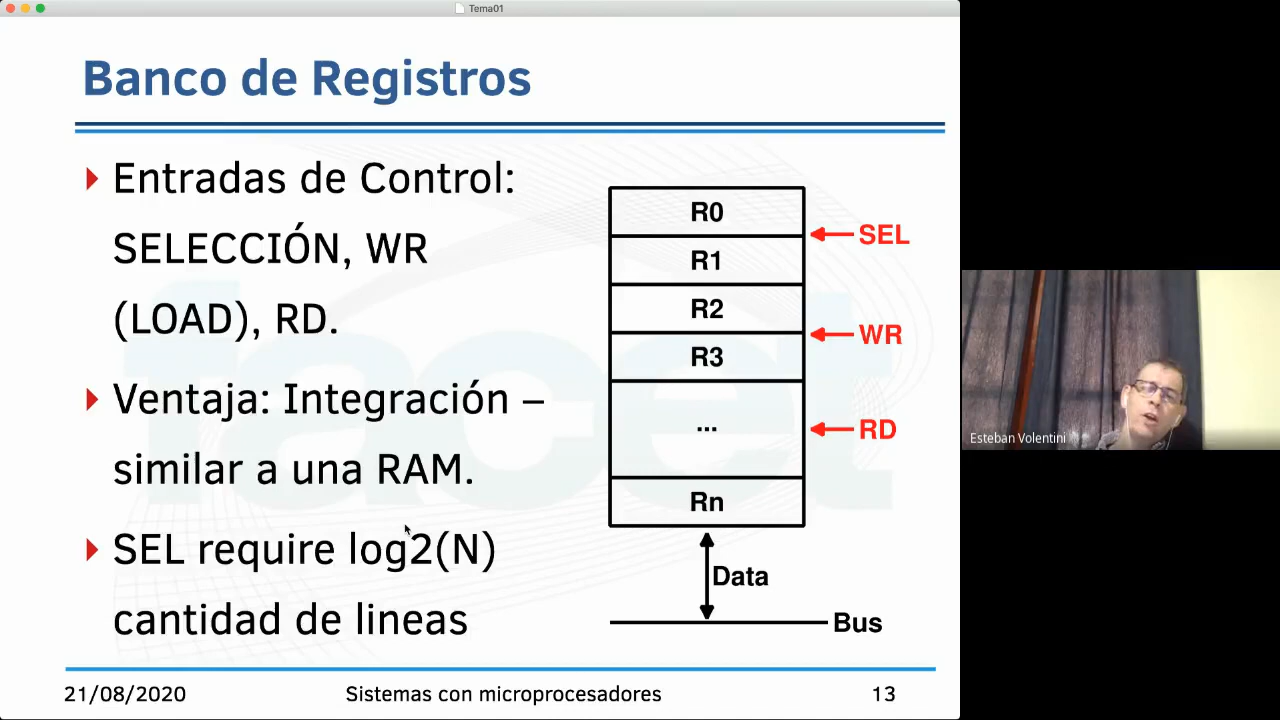 Tema01
Banco de Registros
Entradas de Control:
SELECCIÓN, WR
(LOAD), RD.
Ventaja: Integración –
similar a una RAM.
SEL require log2(N)
cantidad de lineas
R0
R1
R2
R3
...
Rn
SEL
WR
RD
Data
Bus
facet
21/08/2020
Sistemas con microprocesadores
13
Esteban Volentini